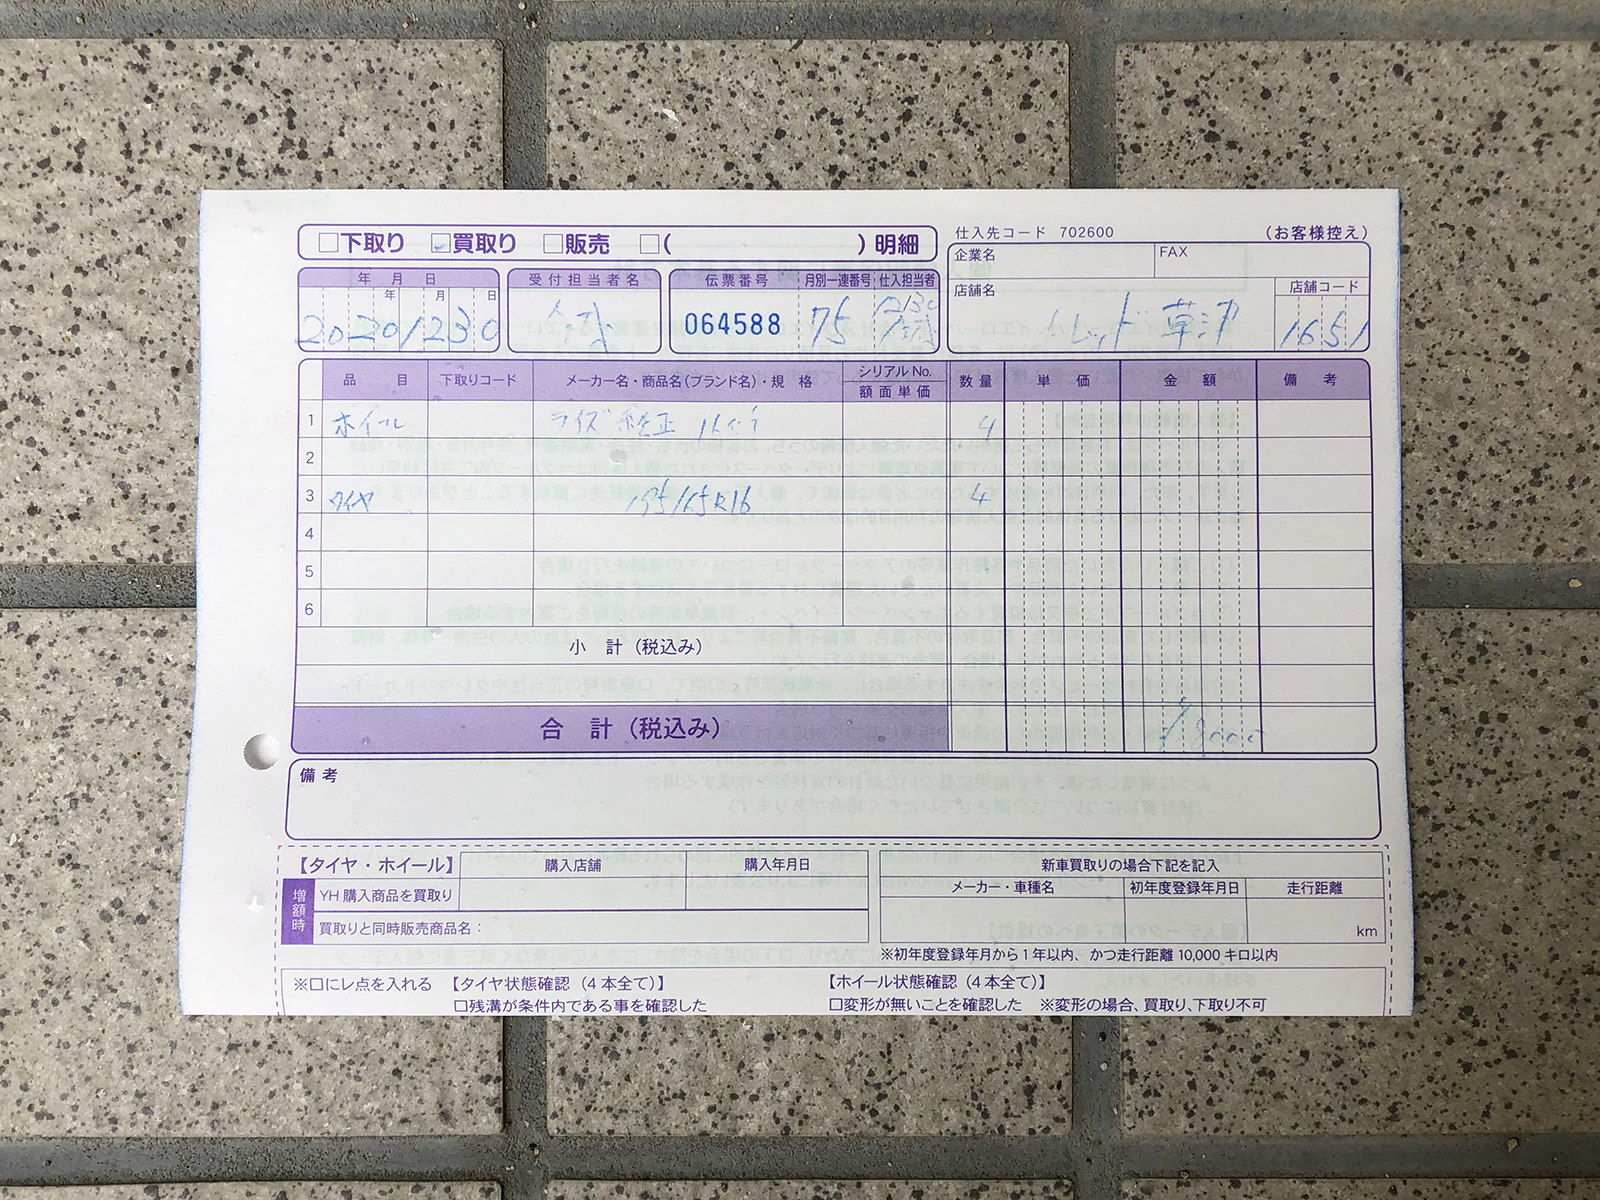 □下取り □買取り □販売 □( )明細
仕入先コード 702600
(お客様控え)
企業名
FAX
店舗名
トレッド 草津
店舗コード
1651
年月日
年 月 日
20201230
受付担当者名
伝票番号
064588
月別一連番号
75
仕入担当者
12/30
品目 下取りコード メーカー名・商品名(ブランド名)・規格 シリアルNo. 額面単価 数量 単価 金額 備考
1 ホイール ライズ 純正 16インチ 4
2
3 タイヤ 195/65R16 4
4
5
6
小計(税込み)
合計(税込み) 78000
備考
【タイヤ・ホイール】 購入店舗 購入年月日
増額時
YH購入商品を買取り
買取りと同時販売商品名:
新車買取りの場合下記を記入
メーカー・車種名 初年度登録年月日 走行距離
km
※初年度登録年月から1年以内、かつ走行距離10,000キロ以内
※□にレ点を入れる 【タイヤ状態確認(4本全て)】 【ホイール状態確認(4本全て)】
□残溝が条件内である事を確認した □変形が無いことを確認した ※変形の場合、買取り、下取り不可